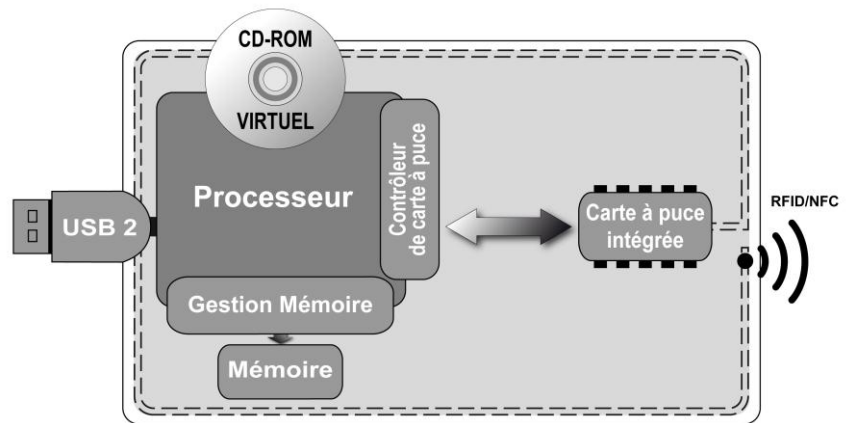 CD-ROM
VIRTUEL
Processeur
Contrôleur
de carte à puce
USB 2
Carte à puce
intégrée
RFID/NFC
Gestion Mémoire
Mémoire